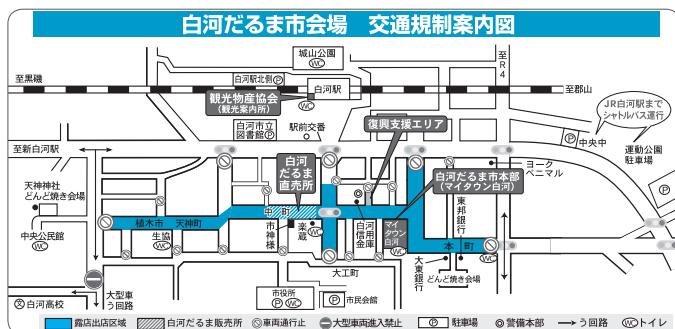 白河だるま市会場　交通規制案内図
城山公園
WC
至R4
至黒磯
白河駅北側 P
白河駅
至郡山
観光物産協会
(観光案内所)
WC
JR白河駅まで
シャトルバス運行
白河市立
図書館 P
駅前交番
復興支援エリア
P
中央中
運動公園
駐車場
至新白河駅
ヨーク
ベニマル
白河
だるま
直売所
白河だるま市本部
(マイタウン白河)
P
天神神社
どんど焼き会場
植木市
天神町
中町
白河
信用
金庫
マイ
タウン
白河
東邦銀行
中央公民館
WC
生協
WC
市神様
楽蔵
WC
WC
本町
WC
大工町
大東銀行
どんど焼き会場
文 白河高校
大型車
う回路
市役所
P WC
P
市民会館
露店出店区域
白河だるま販売所
車両通行止
大型車両進入禁止
P 駐車場
警備本部
う回路
WC トイレ